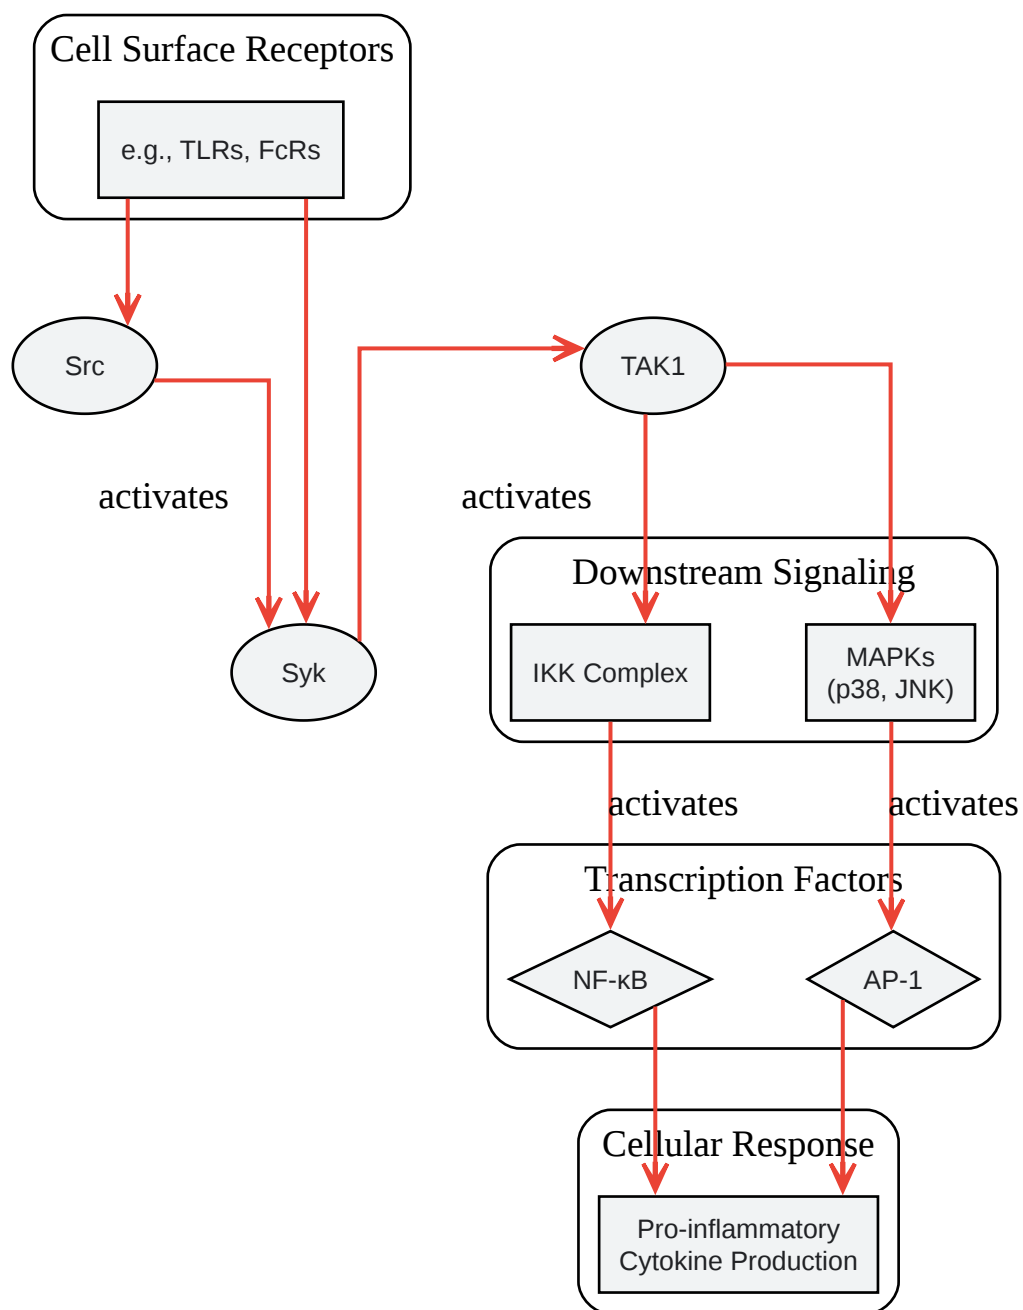 Cell Surface Receptors
e.g., TLRs, FcRs
Src
TAK1
activates
activates
Downstream Signaling
Syk
IKK Complex
MAPKs
(p38, JNK)
activates
activates
Transcription Factors
NF-κB
AP-1
Cellular Response
Pro-inflammatory
Cytokine Production